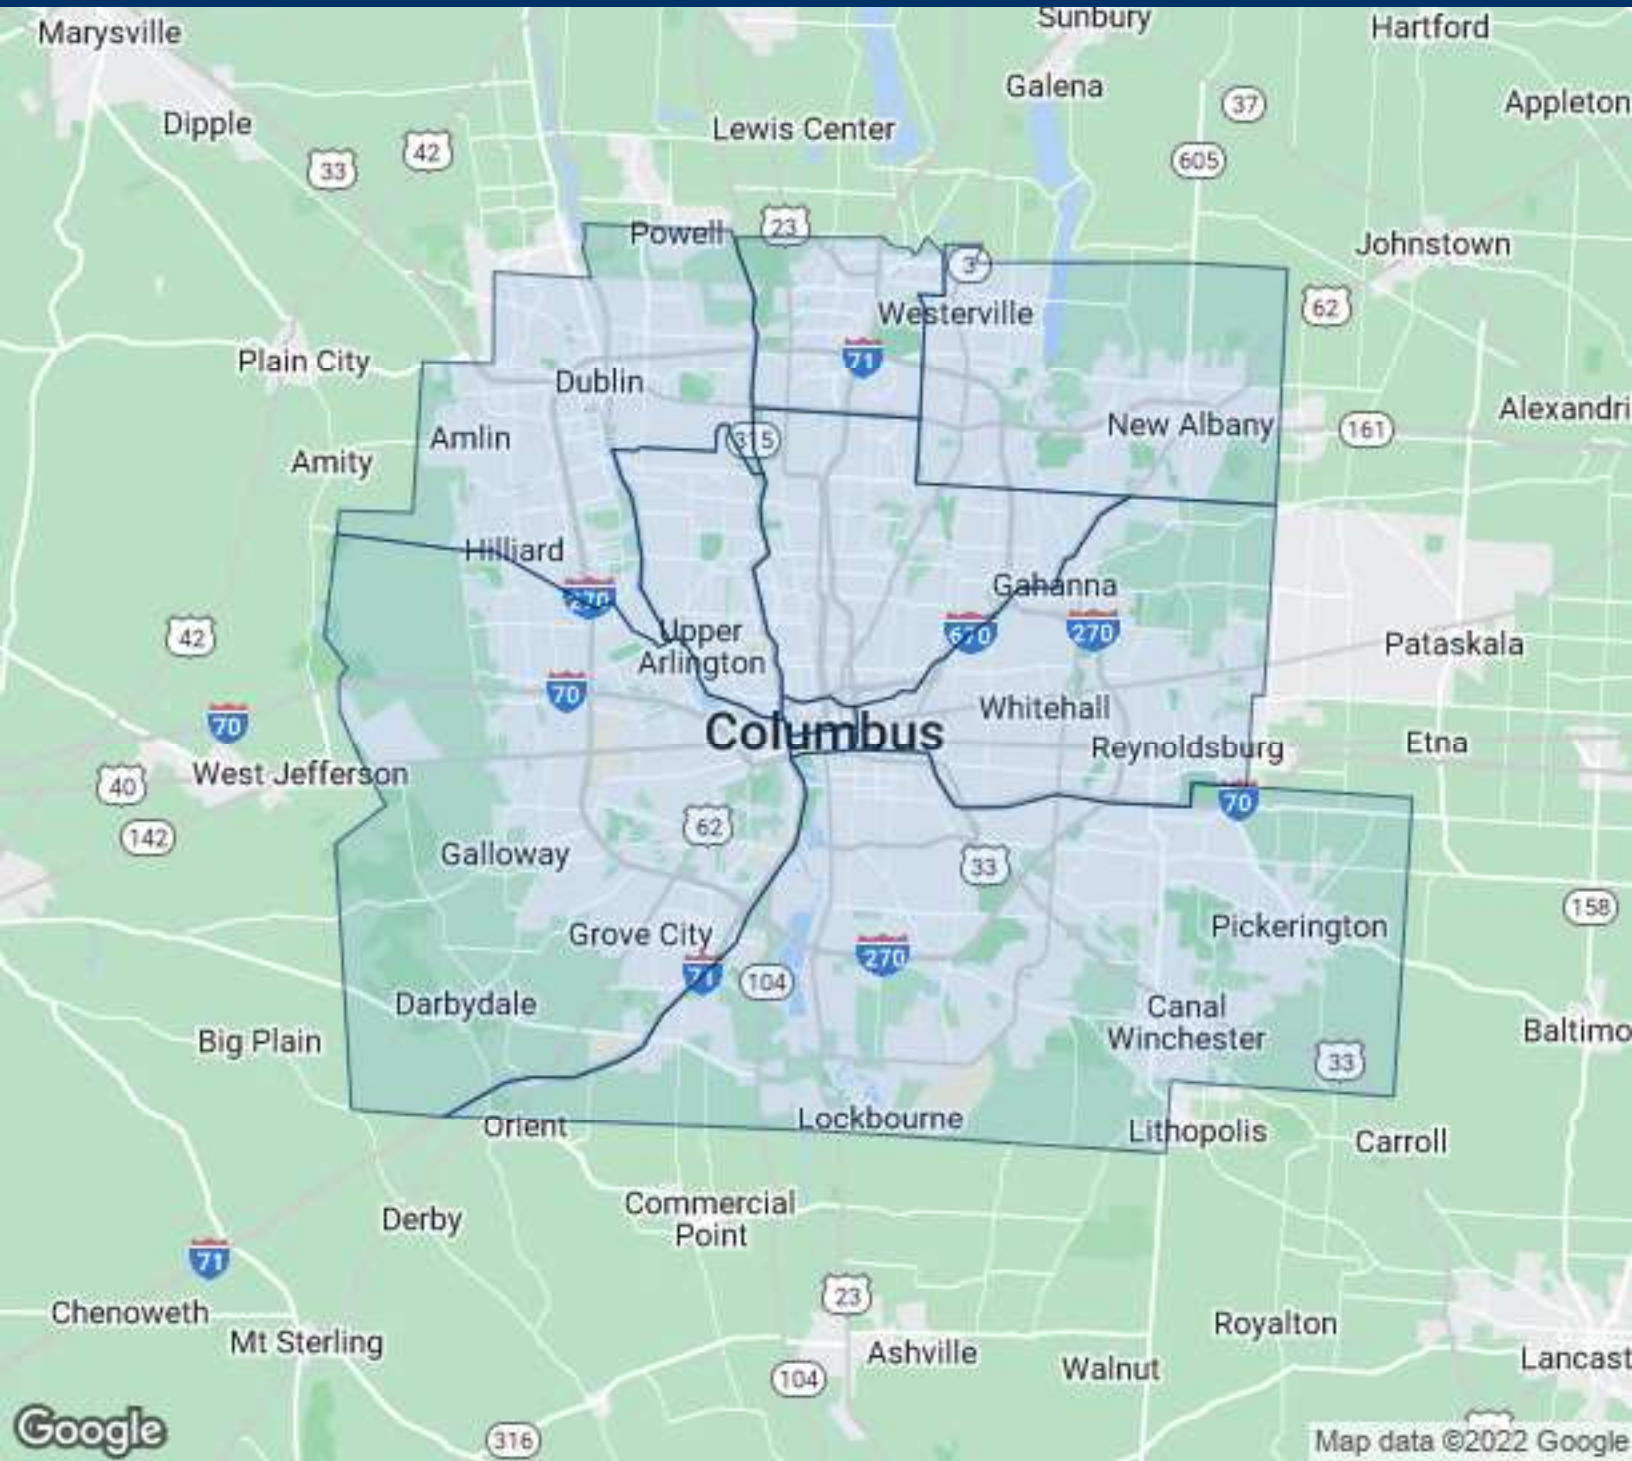 Sunbury
Hartford
Marysville
Galena
37
Appleton
Dipple
Lewis Center
42
33
605
23
Powell
Johnstown
3
62
Westerville
71
Plain City
Dublin
Alexandri
New Albany
161
Amlin
315
Amity
Hilliard
Gahanna
270
670
270
42
Upper
Arlington
Pataskala
70
Whitehall
70
Columbus
Reynoldsburg
Etna
West Jefferson
40
70
142
62
Galloway
33
158
Pickerington
Grove City
270
71
104
Darbydale
Canal
Winchester
Big Plain
Baltimo
33
Orient
Lockbourne
Lithopolis
Carroll
Commercial
Point
Derby
71
23
Chenoweth
Mt Sterling
Royalton
Ashville
Walnut
Lancast
104
Google
316
Map data ©2022 Google